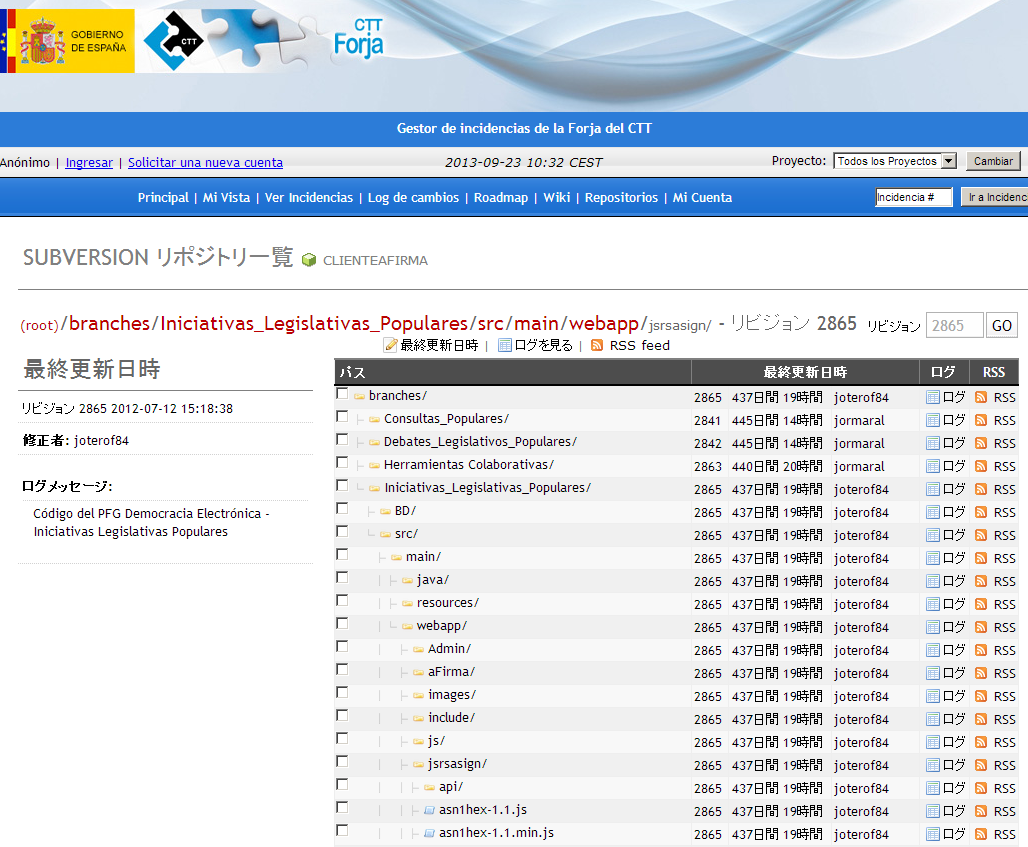 GOBIERNO
DE ESPAÑA
CTT
CTT
Forja
Gestor de incidencias de la Forja del CTT
Anónimo | Ingresar | Solicitar una nueva cuenta 2013-09-23 10:32 CEST Proyecto: Todos los Proyectos Cambiar
Principal | Mi Vista | Ver Incidencias | Log de cambios | Roadmap | Wiki | Repositorios | Mi Cuenta Incidencia # Ir a Incidenc
SUBVERSION リポジトリ一覧 CLIENTEAFIRMA
(root)/branches/Iniciativas_Legislativas_Populares/src/main/webapp/jsrsasign/ - リビジョン 2865 リビジョン 2865 GO
最終更新日時 | ログを見る | RSS feed
最終更新日時
リビジョン 2865 2012-07-12 15:18:38
修正者: joterof84
ログメッセージ:
Código del PFG Democracia Electrónica -
Iniciativas Legislativas Populares
パス 最終更新日時 ログ RSS
branches/ 2865 437日間 19時間 joterof84 ログ RSS
Consultas_Populares/ 2841 445日間 14時間 jormaral ログ RSS
Debates_Legislativos_Populares/ 2842 445日間 14時間 jormaral ログ RSS
Herramientas Colaborativas/ 2863 440日間 20時間 jormaral ログ RSS
Iniciativas_Legislativas_Populares/ 2865 437日間 19時間 joterof84 ログ RSS
BD/ 2865 437日間 19時間 joterof84 ログ RSS
src/ 2865 437日間 19時間 joterof84 ログ RSS
main/ 2865 437日間 19時間 joterof84 ログ RSS
java/ 2865 437日間 19時間 joterof84 ログ RSS
resources/ 2865 437日間 19時間 joterof84 ログ RSS
webapp/ 2865 437日間 19時間 joterof84 ログ RSS
Admin/ 2865 437日間 19時間 joterof84 ログ RSS
aFirma/ 2865 437日間 19時間 joterof84 ログ RSS
images/ 2865 437日間 19時間 joterof84 ログ RSS
include/ 2865 437日間 19時間 joterof84 ログ RSS
js/ 2865 437日間 19時間 joterof84 ログ RSS
jsrsasign/ 2865 437日間 19時間 joterof84 ログ RSS
api/ 2865 437日間 19時間 joterof84 ログ RSS
asn1hex-1.1.js 2865 437日間 19時間 joterof84 ログ RSS
asn1hex-1.1.min.js 2865 437日間 19時間 joterof84 ログ RSS